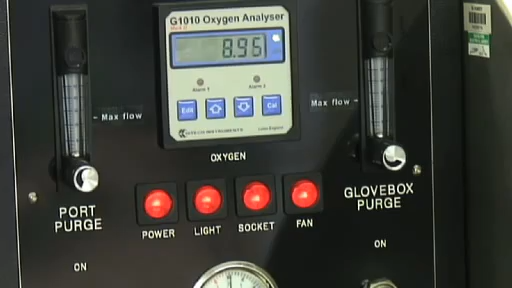 G1010 Oxygen Analyser
8.96
Alarm 1
Alarm 2
Edit
Cal
Max flow
Max flow
OXYGEN
PORT
PURGE
POWER
LIGHT
SOCKET
FAN
GLOVEBOX
PURGE
ON
ON